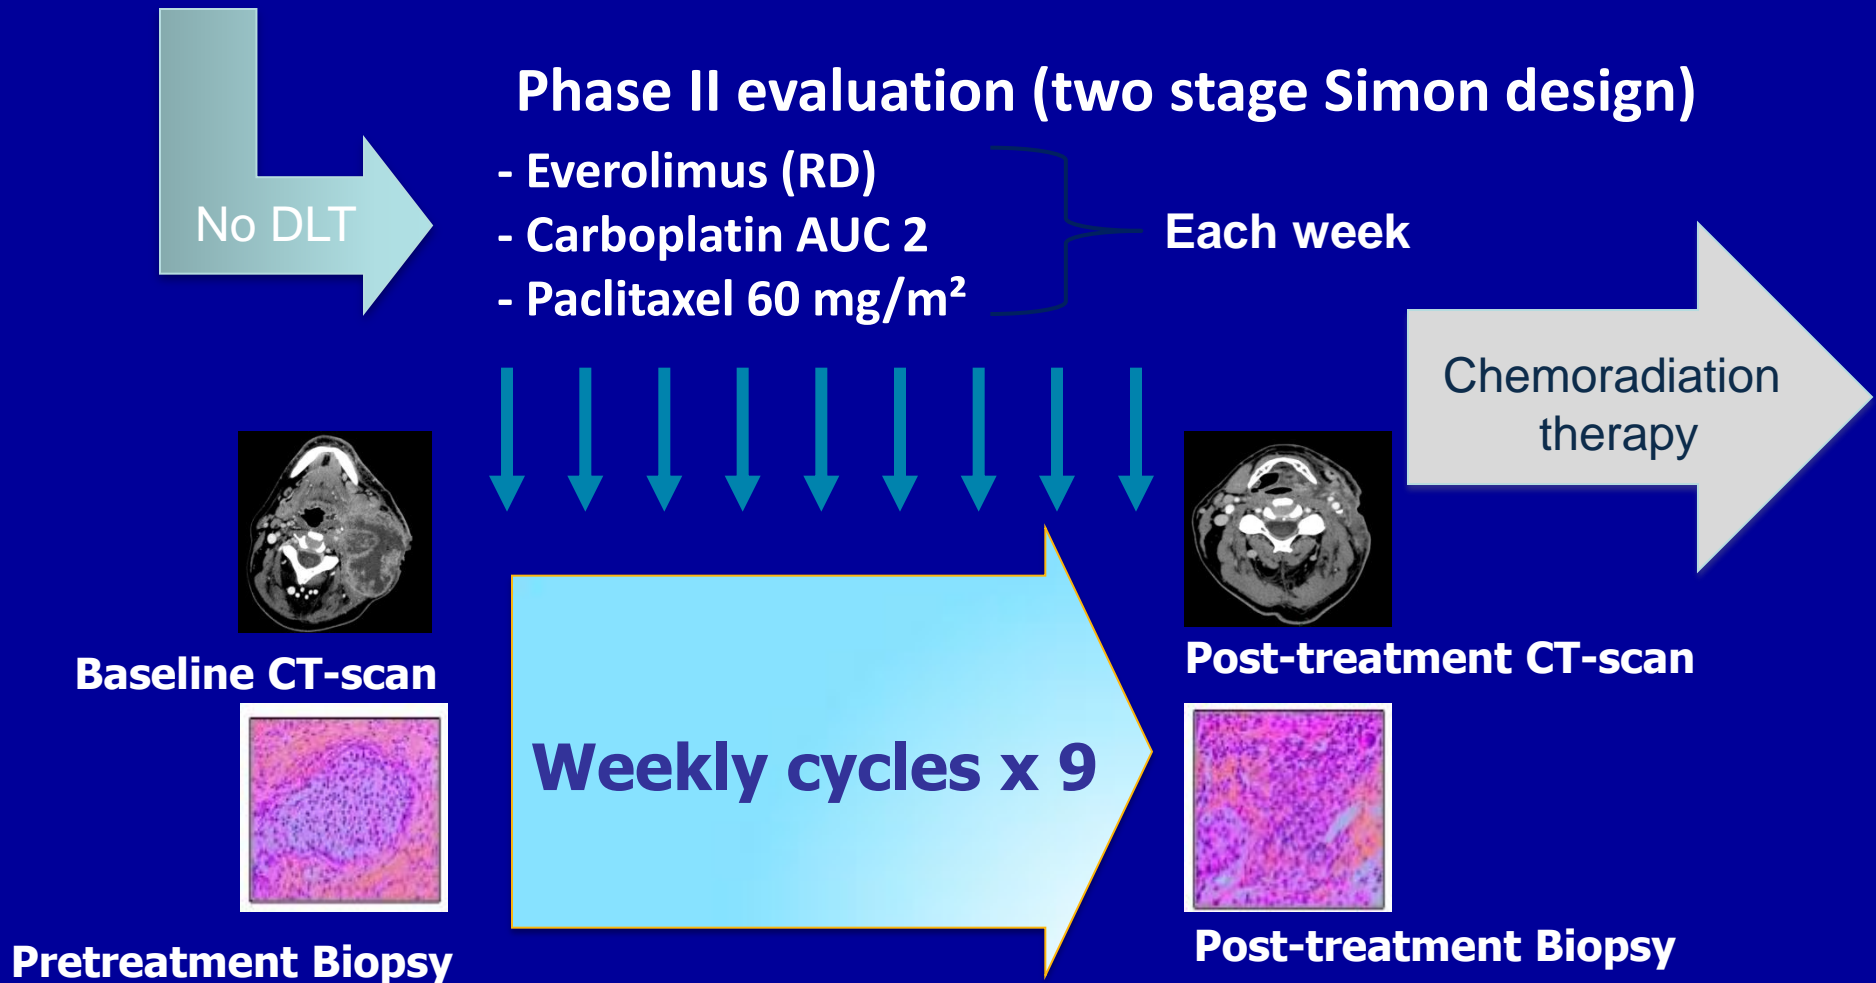 Phase II evaluation (two stage Simon design)
No DLT
- Everolimus (RD)
- Carboplatin AUC 2
- Paclitaxel 60 mg/m²
Each week
Chemoradiation
therapy
Baseline CT-scan
Post-treatment CT-scan
Weekly cycles x 9
Pretreatment Biopsy
Post-treatment Biopsy